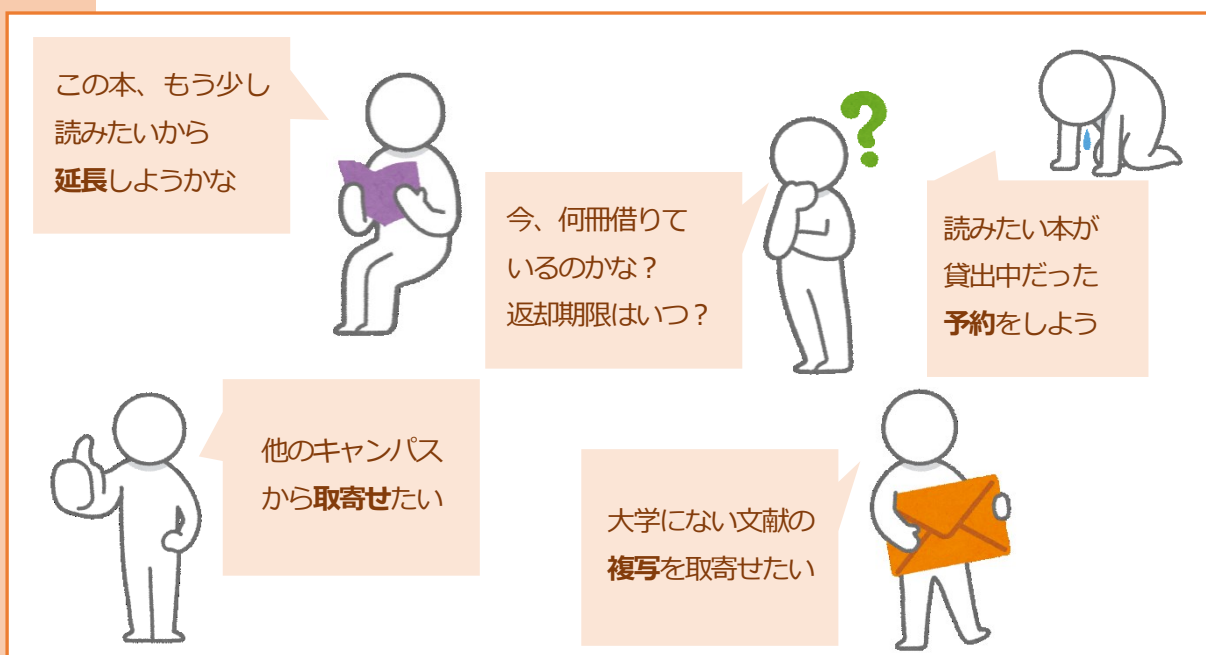 この本、もう少し
読みたいから
延長しようかな
今、何冊借りて
いるのかな？
返却期限はいつ？
読みたい本が
貸出中だった
予約をしよう
他のキャンパス
から取寄せたい
大学にない文献の
複写を取寄せたい